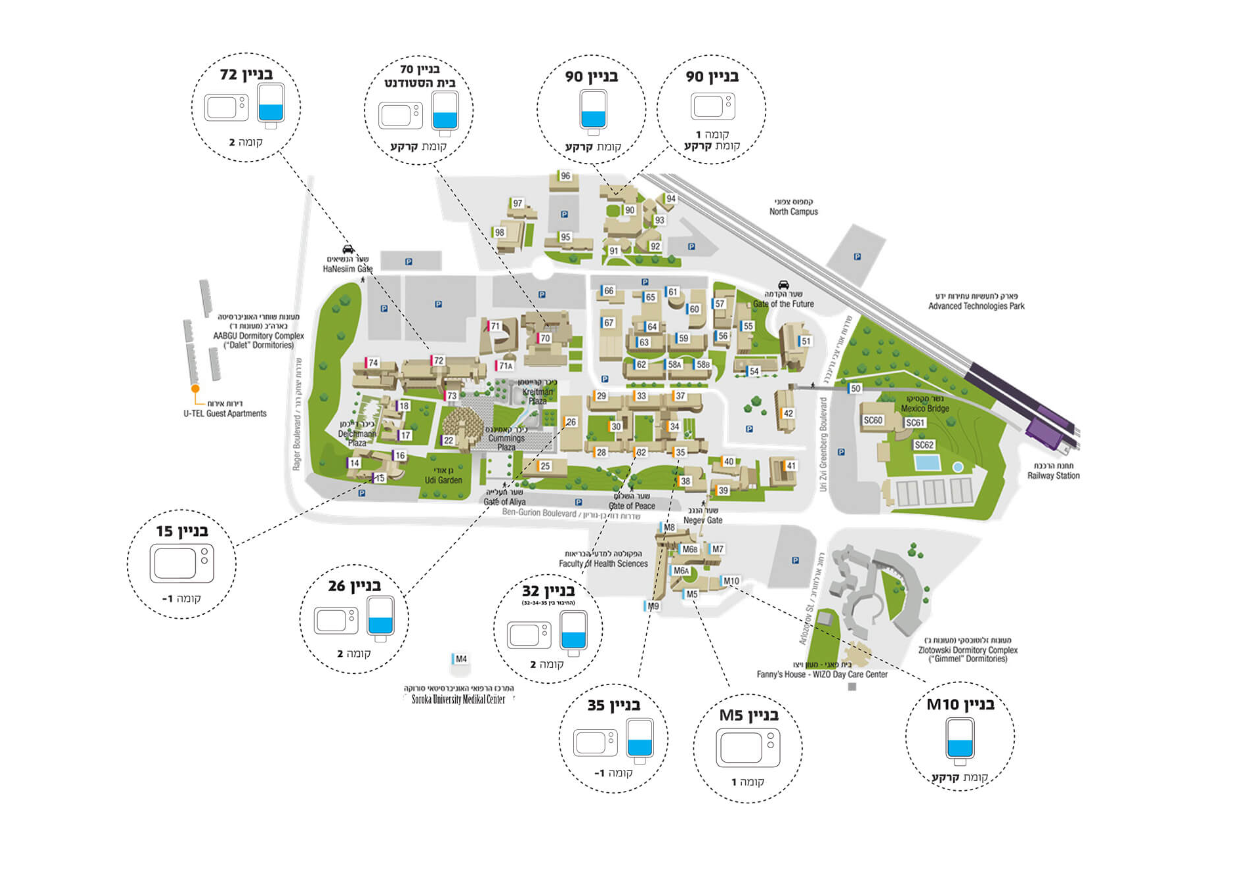 בניין 72
קומה 2
בניין 70
בית הסטודנט
קומת קרקע
בניין 90
קומת קרקע
בניין 90
קומה 1
קומת קרקע
96
97
98
95
90
94
93
92
91
P
P
קמפוס צפוני
North Campus
P
שער הנשיאים
HaNesiim Gate
P
P
P
P
P
שער הקדמה
Gate of the Future
פארק לתעשיות עתירות ידע
Advanced Technologies Park
מעונות שוחרי האוניברסיטה
בארה"ב (מעונות ד')
AABGU Dormitory Complex
("Dalet" Dormitories)
דירות אירוח
U-TEL Guest Apartments
שדרות יצחק רגר / Rager Boulevard
66
65
61
60
57
55
67
64
63
59
56
51
62
58A
58B
54
71
70
71A
74
72
73
כיכר קרייטמן
Kreitman
Plaza
P
50
18
17
כיכר דייכמן
Deichmann
Plaza
22
כיכר קאמינגס
Cummings
Plaza
26
29
33
37
30
34
28
32
35
42
P
שדרות אורי צבי גרינברג
Uri Zvi Greenberg Boulevard
P
גשר מקסיקו
Mexico Bridge
SC60
SC61
SC62
תחנת הרכבת
Railway Station
14
16
15
גן אורי
Udi Garden
25
38
40
39
41
P
P
שער העלייה
Gate of Aliya
שער השלום
Gate of Peace
שער הנגב
Negev Gate
Ben-Gurion Boulevard / שדרות דוד בן-גוריון
M8
M6B
M7
M6A
M10
M5
M9
הפקולטה למדעי הבריאות
Faculty of Health Sciences
P
רחוב ארלוזורוב / Arlozorov St.
מעונות זלוטובסקי (מעונות ג')
Zlotowski Dormitory Complex
("Gimmel" Dormitories)
בית פאני - מעון ויצו
Fanny's House - WIZO Day Care Center
M4
המרכז הרפואי האוניברסיטאי סורוקה
Soroka University Medikal Center
בניין 15
קומה 1-
בניין 26
קומה 2
בניין 32
(החיבור בין 32-34-35)
קומה 2
בניין 35
קומה 1-
בניין M5
קומה 1
בניין M10
קומת קרקע